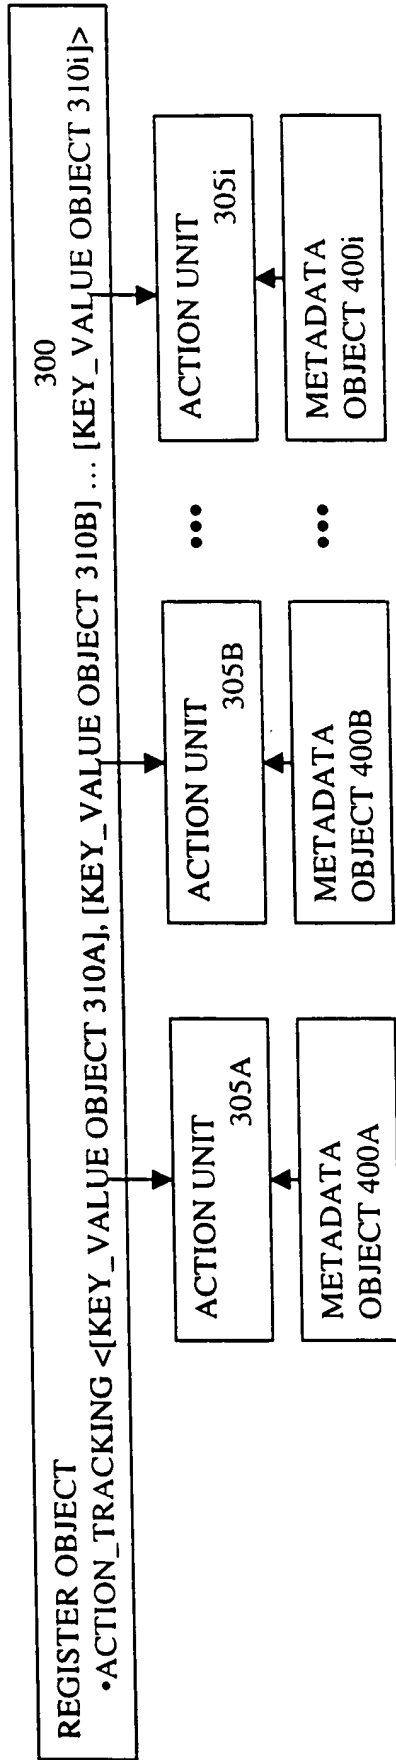 REGISTER OBJECT
300
•ACTION_TRACKING <[KEY_VALUE OBJECT 310A], [KEY_VALUE OBJECT 310B] ... [KEY_VALUE OBJECT 310i]>
ACTION UNIT
305A
ACTION UNIT
305B
•••
ACTION UNIT
305i
METADATA
OBJECT 400A
METADATA
OBJECT 400B
•••
METADATA
OBJECT 400i